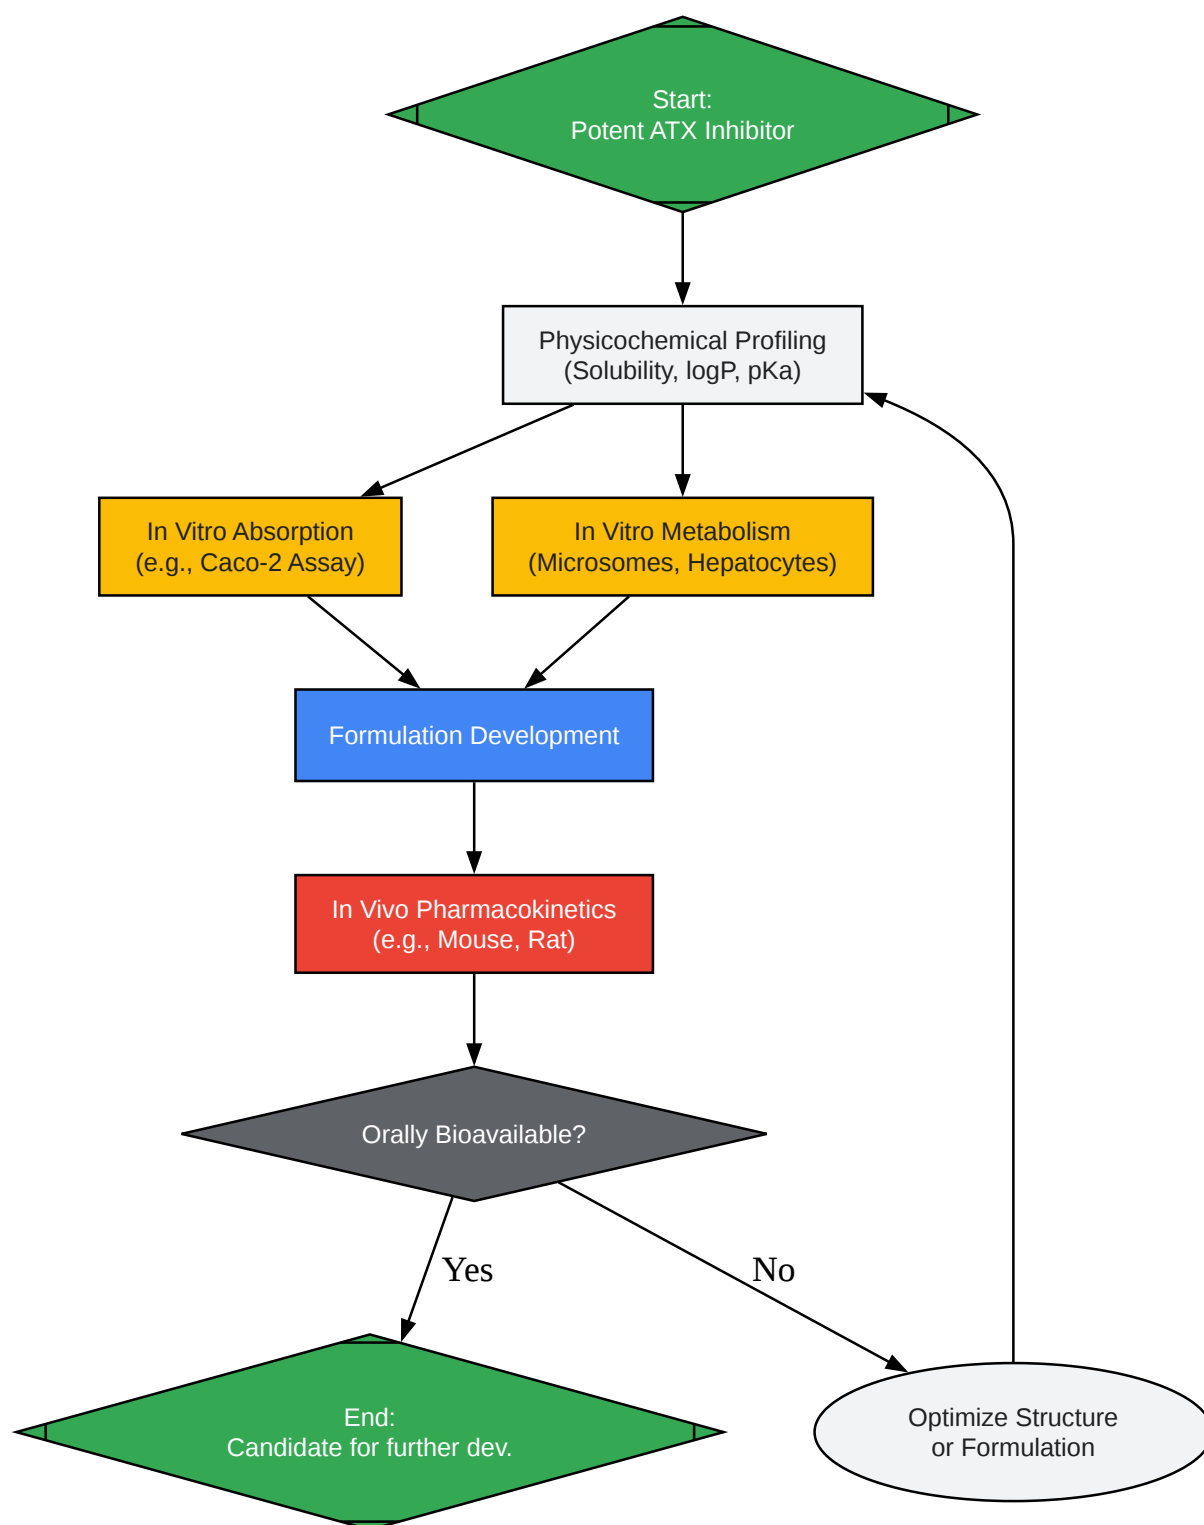 Start:
Potent ATX Inhibitor
Physicochemical Profiling
(Solubility, logP, pKa)
In Vitro Absorption
(e.g., Caco-2 Assay)
In Vitro Metabolism
(Microsomes, Hepatocytes)
Formulation Development
In Vivo Pharmacokinetics
(e.g., Mouse, Rat)
Orally Bioavailable?
Yes
No
End:
Candidate for further dev.
Optimize Structure
or Formulation